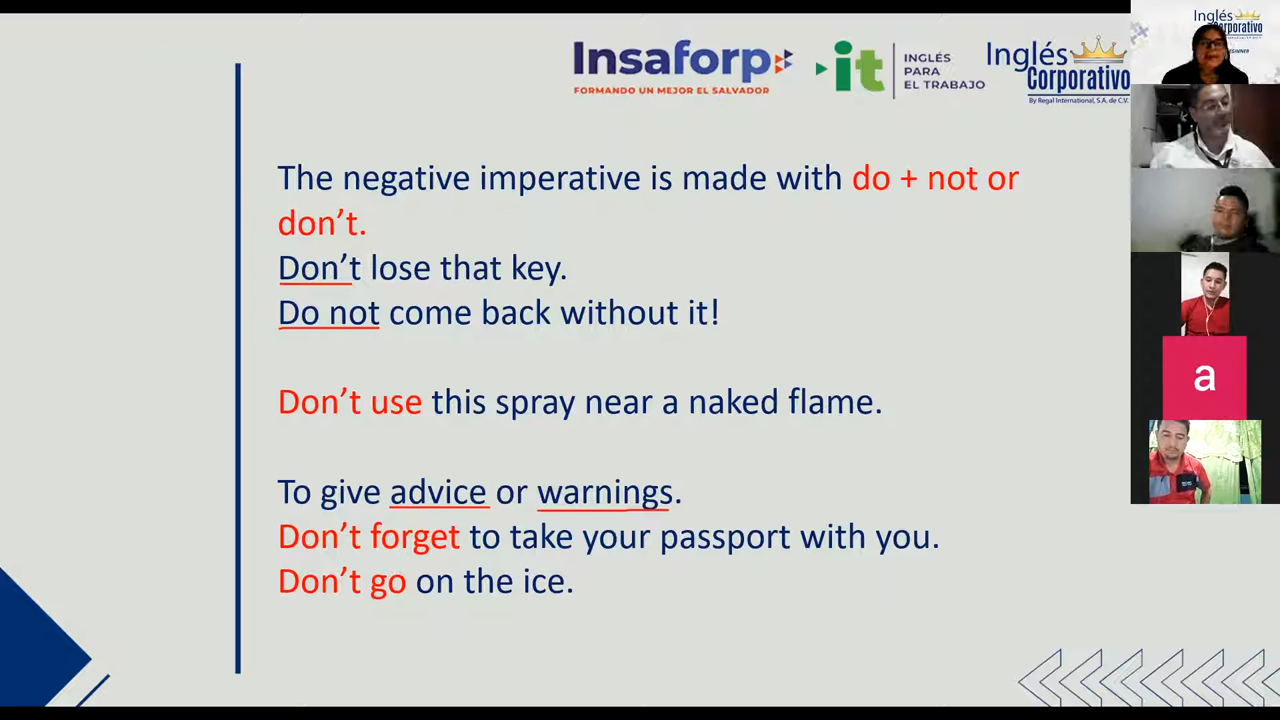 Insaforp
FORMANDO UN MEJOR EL SALVADOR
it
INGLÉS
PARA
EL TRABAJO
Inglés
Corporativo
By Regal International, S.A. de C.V.
Inglés
Corporativo
The negative imperative is made with do + not or
don’t.
Don’t lose that key.
Do not come back without it!
Don’t use this spray near a naked flame.
To give advice or warnings.
Don’t forget to take your passport with you.
Don’t go on the ice.
a